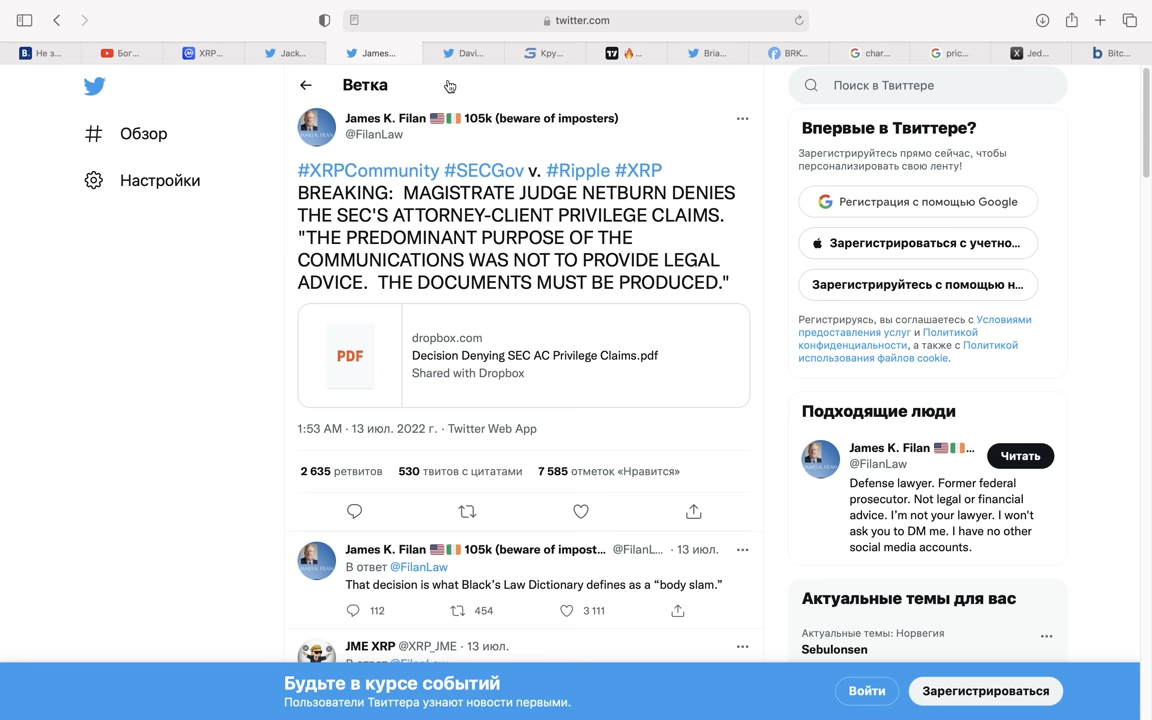 twitter.com
Не з...
Бог...
XRP...
Jack...
James...
Davi...
Кру...
Bria...
BRK...
char...
pric...
Jed...
Bitc...
Обзор
Настройки
Ветка
James K. Filan 🇺🇸🇮🇪 105k (beware of imposters)
@FilanLaw
#XRPCommunity #SECGov v. #Ripple #XRP
BREAKING: MAGISTRATE JUDGE NETBURN DENIES
THE SEC'S ATTORNEY-CLIENT PRIVILEGE CLAIMS.
"THE PREDOMINANT PURPOSE OF THE
COMMUNICATIONS WAS NOT TO PROVIDE LEGAL
ADVICE. THE DOCUMENTS MUST BE PRODUCED."
PDF
dropbox.com
Decision Denying SEC AC Privilege Claims.pdf
Shared with Dropbox
1:53 AM · 13 июл. 2022 г. · Twitter Web App
2 635 ретвитов 530 твитов с цитатами 7 585 отметок «Нравится»
James K. Filan 🇺🇸🇮🇪 105k (beware of impost... @FilanL... · 13 июл.
В ответ @FilanLaw
That decision is what Black's Law Dictionary defines as a “body slam.”
112 454 3 111
JME XRP @XRP_JME · 13 июл.
В ответ @FilanLaw
Поиск в Твиттере
Впервые в Твиттере?
Зарегистрируйтесь прямо сейчас, чтобы
персонализировать свою ленту!
Регистрация с помощью Google
Зарегистрироваться с учетно...
Зарегистрируйтесь с помощью н...
Регистрируясь, вы соглашаетесь с Условиями
предоставления услуг и Политикой
конфиденциальности, а также с Политикой
использования файлов cookie.
Подходящие люди
James K. Filan 🇺🇸🇮🇪...
@FilanLaw
Читать
Defense lawyer. Former federal
prosecutor. Not legal or financial
advice. I'm not your lawyer. I won't
ask you to DM me. I have no other
social media accounts.
Актуальные темы для вас
Актуальные темы: Норвегия
Sebulonsen
Будьте в курсе событий
Пользователи Твиттера узнают новости первыми.
Войти
Зарегистрироваться